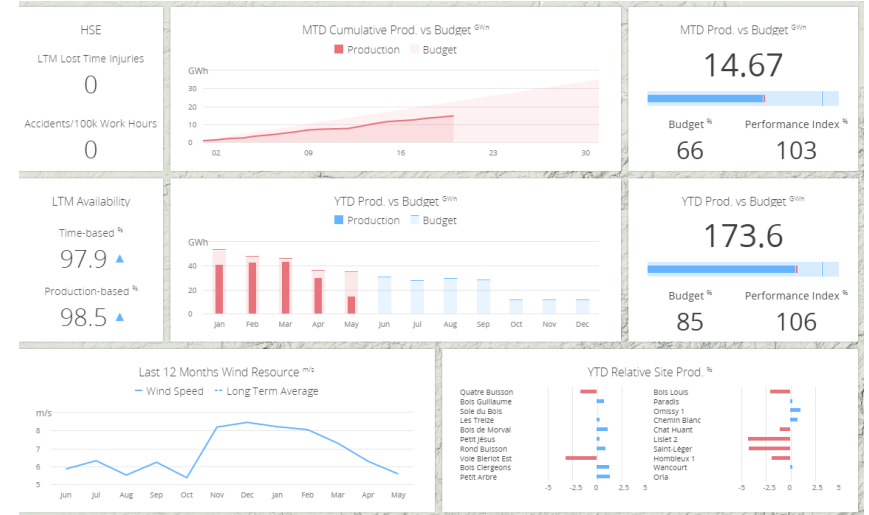 HSE
LTM Lost Time Injuries
0
Accidents/100k Work Hours
0
MTD Cumulative Prod. vs Budget GWh
Production Budget
GWh
30
20
10
0
02 09 16 23 30
MTD Prod. vs Budget GWh
14.67
Budget % Performance Index %
66 103
LTM Availability
Time-based %
97.9 ▲
Production-based %
98.5 ▲
YTD Prod. vs Budget GWh
Production Budget
GWh
40
20
0
Jan Feb Mar Apr May Jun Jul Aug Sep Oct Nov Dec
YTD Prod. vs Budget GWh
173.6
Budget % Performance Index %
85 106
Last 12 Months Wind Resource m/s
Wind Speed Long Term Average
m/s
8
7
6
5
Jun Jul Aug Sep Oct Nov Dec Jan Feb Mar Apr May
YTD Relative Site Prod. %
Quatre Buisson
Bois Guillaume
Sole du Bois
Les Treize
Bois de Morval
Petit Jésus
Rond Buisson
Voie Bleriot Est
Bois Clergeons
Petit Arbre
-5 -2.5 0 2.5 5
Bois Louis
Paradis
Omissy 1
Chemin Blanc
Chat Huant
Lislet 2
Saint-Léger
Hombleux 1
Wancourt
Oria
-5 -2.5 0 2.5 5